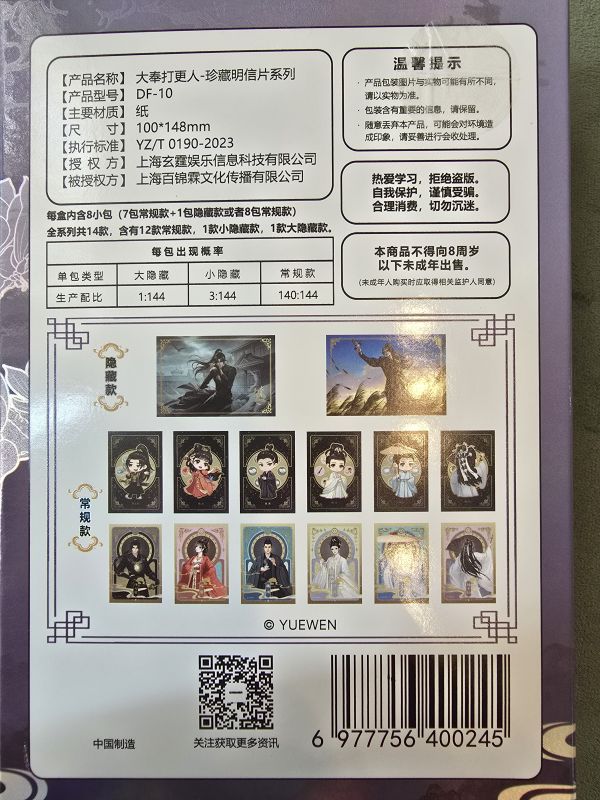 【产品名称】 大奉打更人-珍藏明信片系列
【产品型号】 DF-10
【主要材质】 纸
【尺 寸】 100*148mm
【执行标准】 YZ/T 0190-2023
【授 权 方】 上海玄霆娱乐信息科技有限公司
【被授权方】 上海百锦霖文化传播有限公司
温馨提示
· 产品包装图片与实物可能有所不同，
请以实物为准。
· 包装含有重要的信息，请保留。
· 随意丢弃本产品，可能会对环境造
成印象，请妥善进行会收处理。
热爱学习，拒绝盗版。
自我保护，谨慎受骗。
合理消费，切勿沉迷。
本商品不得向8周岁
以下未成年出售。
(未成年人购买时应取得相关监护人同意)
每盒内含8小包（7包常规款+1包隐藏款或者8包常规款）
全系列共14款，含有12款常规款，1款小隐藏款，1款大隐藏。
每包出现概率
单包类型 大隐藏 小隐藏 常规款
生产配比 1:144 3:144 140:144
隐藏款
常规款
© YUEWEN
中国制造
关注获取更多资讯
6 977756 400245